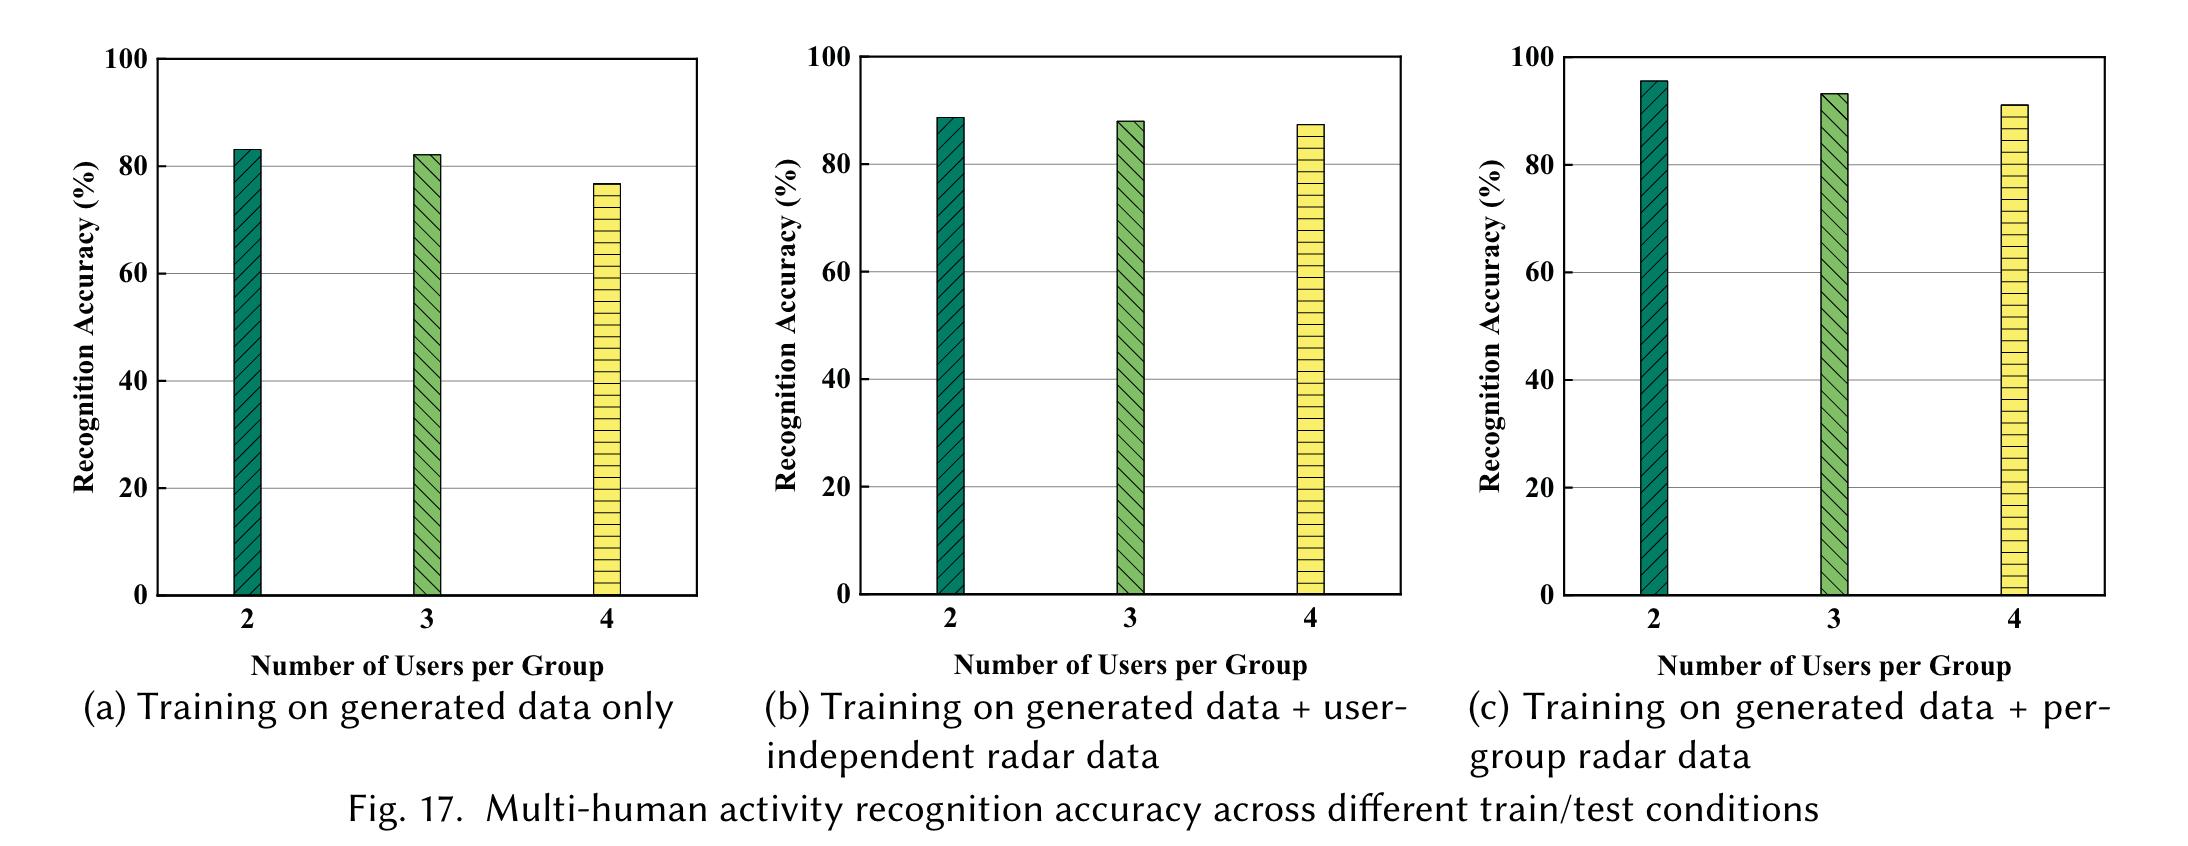 100
80
60
40
20
0
Recognition Accuracy (%)
2 3 4
Number of Users per Group
(a) Training on generated data only
100
80
60
40
20
0
Recognition Accuracy (%)
2 3 4
Number of Users per Group
(b) Training on generated data + user-
independent radar data
100
80
60
40
20
0
Recognition Accuracy (%)
2 3 4
Number of Users per Group
(c) Training on generated data + per-
group radar data
Fig. 17. Multi-human activity recognition accuracy across different train/test conditions